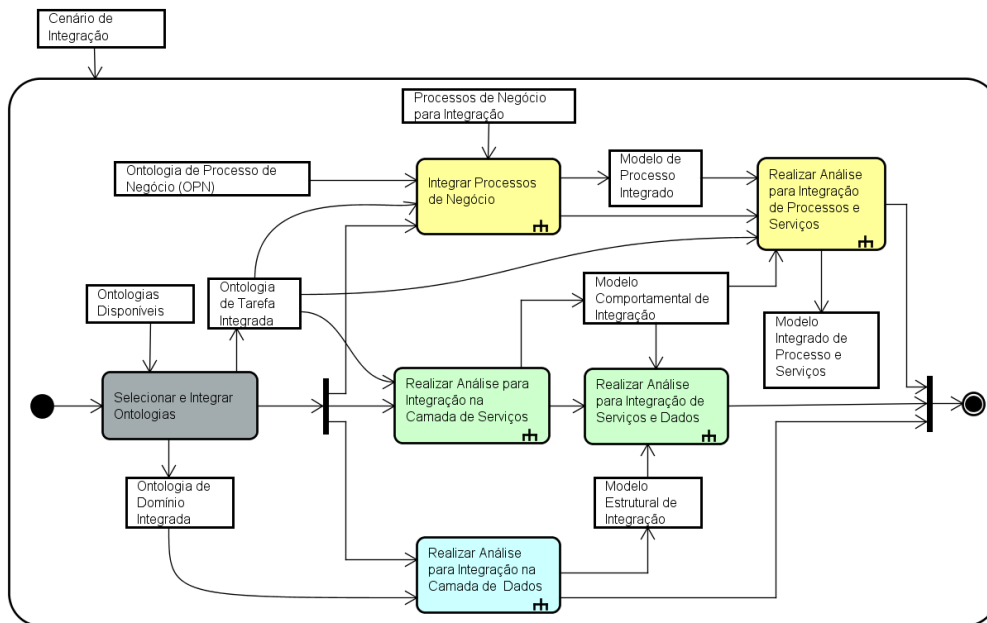 Cenário de
Integração
Processos de Negócio
para Integração
Ontologia de Processo de
Negócio (OPN)
Integrar Processos
de Negócio
Modelo de
Processo
Integrado
Realizar Análise
para Integração
de Processos e
Serviços
Ontologias
Disponíveis
Ontologia
de Tarefa
Integrada
Modelo
Comportamental de
Integração
Modelo
Integrado de
Processo e
Serviços
Selecionar e Integrar
Ontologias
Realizar Análise para
Integração na
Camada de Serviços
Realizar Análise
para Integração de
Serviços e Dados
Ontologia de
Domínio
Integrada
Modelo
Estrutural de
Integração
Realizar Análise
para Integração na
Camada de Dados